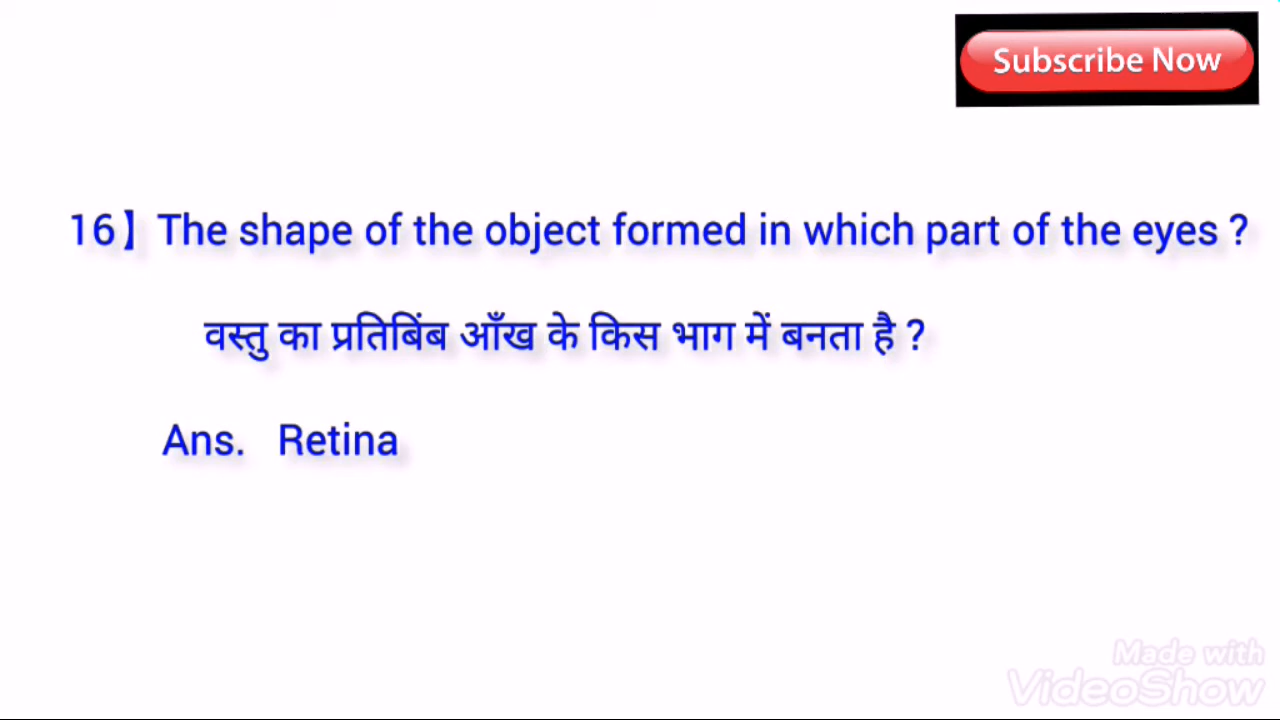 Subscribe Now
16】 The shape of the object formed in which part of the eyes ?
वस्तु का प्रतिबिंब आँख के किस भाग में बनता है ?
Ans. Retina
Made with
VideoShow